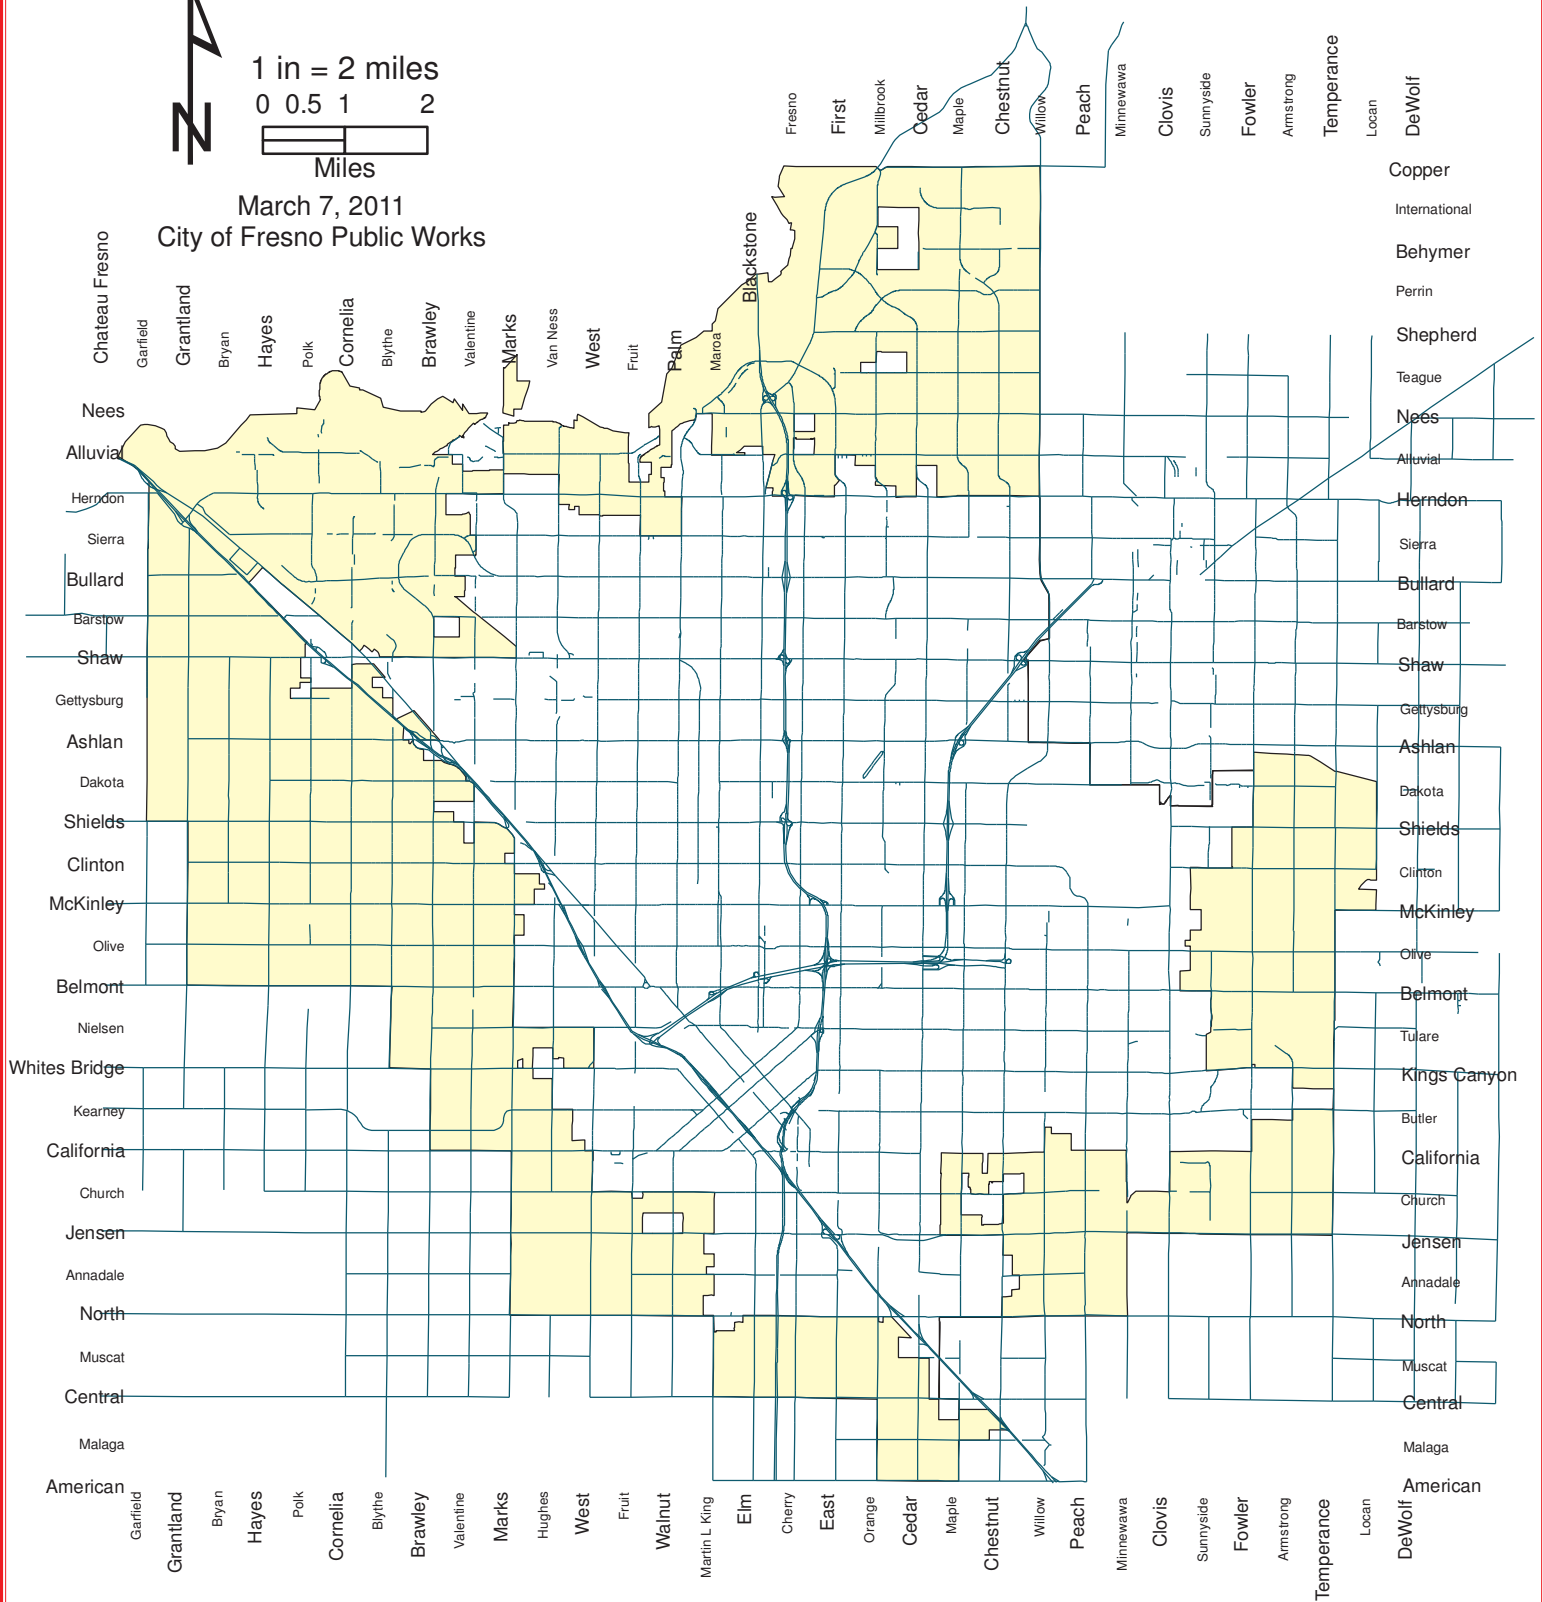 1 in = 2 miles
0 0.5 1 2
Miles
N
March 7, 2011
City of Fresno Public Works
Fresno
First
Millbrook
Cedar
Maple
Chestnut
Willow
Peach
Minnewawa
Clovis
Sunnyside
Fowler
Armstrong
Temperance
Locan
DeWolf
Chateau Fresno
Garfield
Grantland
Bryan
Hayes
Polk
Cornelia
Blythe
Brawley
Valentine
Marks
Van Ness
West
Fruit
Palm
Maroa
Blackstone
Copper
International
Behymer
Perrin
Shepherd
Teague
Nees
Alluvial
Herndon
Sierra
Bullard
Barstow
Shaw
Gettysburg
Ashlan
Dakota
Shields
Clinton
McKinley
Olive
Belmont
Tulare
Kings Canyon
Butler
California
Church
Jensen
Annadale
North
Muscat
Central
Malaga
American
Nees
Alluvial
Herndon
Sierra
Bullard
Barstow
Shaw
Gettysburg
Ashlan
Dakota
Shields
Clinton
McKinley
Olive
Belmont
Nielsen
Whites Bridge
Kearney
California
Church
Jensen
Annadale
North
Muscat
Central
Malaga
American
Garfield
Grantland
Bryan
Hayes
Polk
Cornelia
Blythe
Brawley
Valentine
Marks
Hughes
West
Fruit
Walnut
Martin L King
Elm
Cherry
East
Orange
Cedar
Maple
Chestnut
Willow
Peach
Minnewawa
Clovis
Sunnyside
Fowler
Armstrong
Temperance
Locan
DeWolf